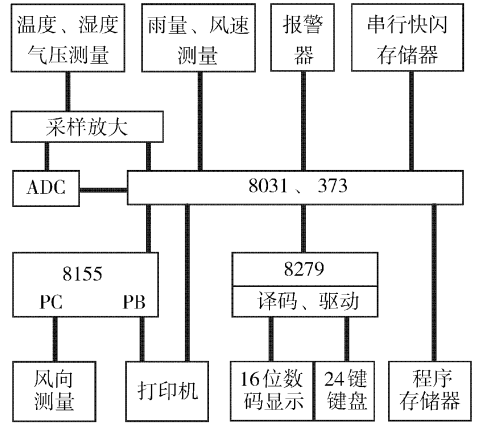 温度、湿度
气压测量
雨量、风速
测量
报警
器
串行快闪
存储器
采样放大
ADC
8031、373
8155
PC PB
8279
译码、驱动
风向
测量
打印机
16位数
码显示
24键
键盘
程序
存储器